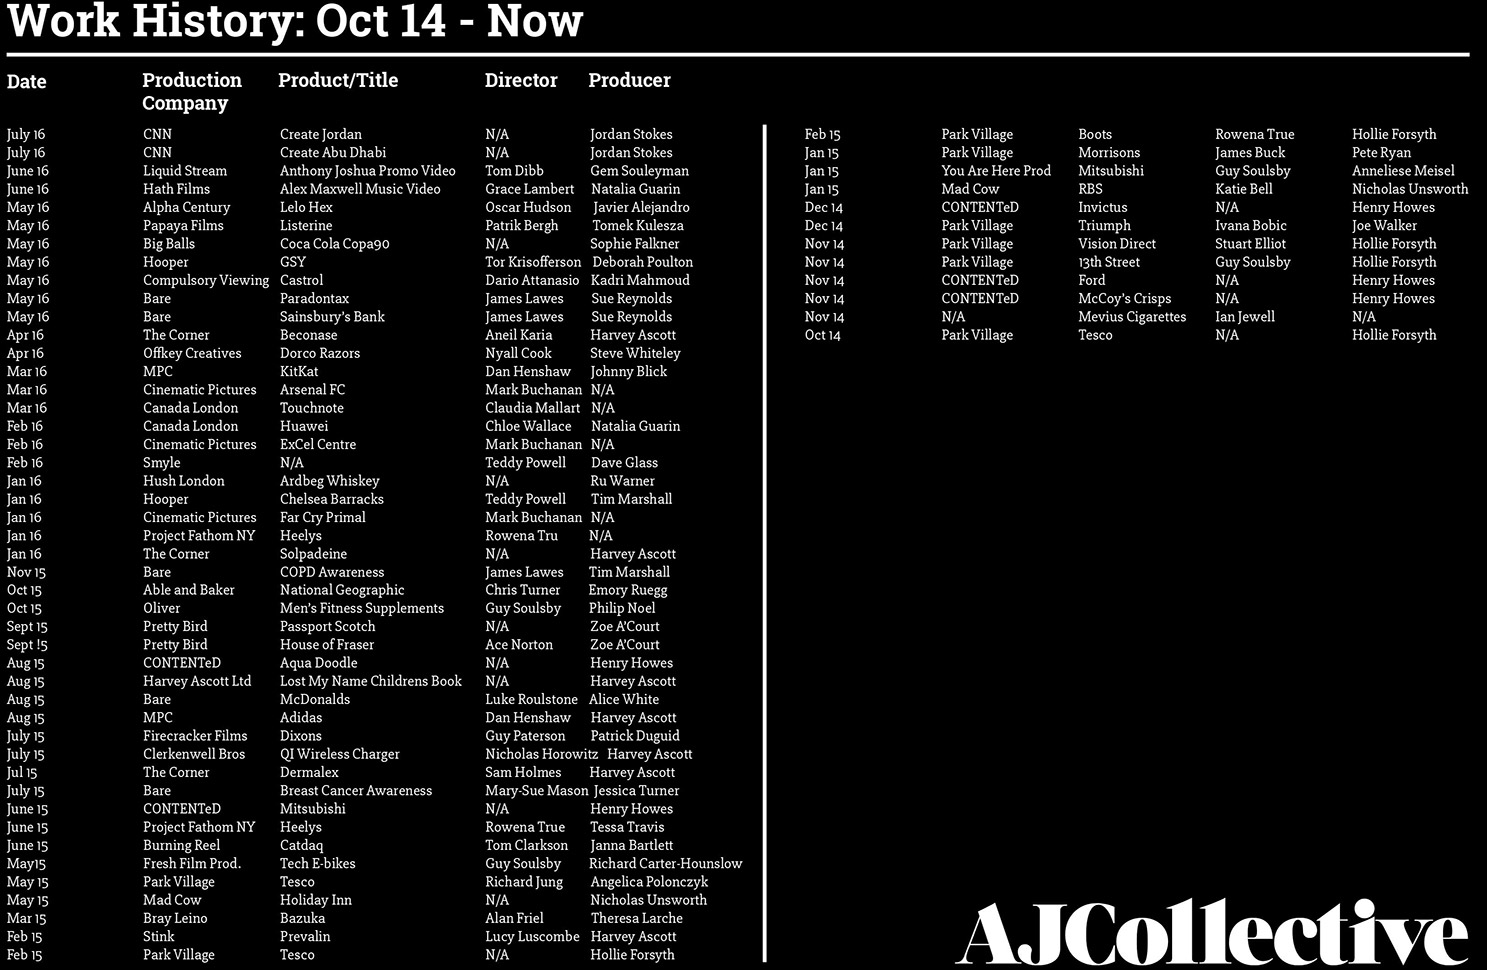 Work History: Oct 14 - Now
Date Production Company Product/Title Director Producer
July 16 CNN Create Jordan N/A Jordan Stokes
July 16 CNN Create Abu Dhabi N/A Jordan Stokes
June 16 Liquid Stream Anthony Joshua Promo Video Tom Dibb Gem Souleyman
June 16 Hath Films Alex Maxwell Music Video Grace Lambert Natalia Guarin
May 16 Alpha Century Lelo Hex Oscar Hudson Javier Alejandro
May 16 Papaya Films Listerine Patrik Bergh Tomek Kulesza
May 16 Big Balls Coca Cola Copa90 N/A Sophie Falkner
May 16 Hooper GSY Tor Krisofferson Deborah Poulton
May 16 Compulsory Viewing Castrol Dario Attanasio Kadri Mahmoud
May 16 Bare Paradontax James Lawes Sue Reynolds
May 16 Bare Sainsbury's Bank James Lawes Sue Reynolds
Apr 16 The Corner Beconase Aneil Karia Harvey Ascott
Apr 16 Offkey Creatives Dorco Razors Nyall Cook Steve Whiteley
Mar 16 MPC KitKat Dan Henshaw Johnny Blick
Mar 16 Cinematic Pictures Arsenal FC Mark Buchanan N/A
Mar 16 Canada London Touchnote Claudia Mallart N/A
Feb 16 Canada London Huawei Chloe Wallace Natalia Guarin
Feb 16 Cinematic Pictures ExCel Centre Mark Buchanan N/A
Feb 16 Smyle N/A Teddy Powell Dave Glass
Jan 16 Hush London Ardbeg Whiskey N/A Ru Warner
Jan 16 Hooper Chelsea Barracks Teddy Powell Tim Marshall
Jan 16 Cinematic Pictures Far Cry Primal Mark Buchanan N/A
Jan 16 Project Fathom NY Heelys Rowena Tru N/A
Jan 16 The Corner Solpadeine N/A Harvey Ascott
Nov 15 Bare COPD Awareness James Lawes Tim Marshall
Oct 15 Able and Baker National Geographic Chris Turner Emory Ruegg
Oct 15 Oliver Men's Fitness Supplements Guy Soulsby Philip Noel
Sept 15 Pretty Bird Passport Scotch N/A Zoe A'Court
Sept !5 Pretty Bird House of Fraser Ace Norton Zoe A'Court
Aug 15 CONTENTeD Aqua Doodle N/A Henry Howes
Aug 15 Harvey Ascott Ltd Lost My Name Childrens Book N/A Harvey Ascott
Aug 15 Bare McDonalds Luke Roulstone Alice White
Aug 15 MPC Adidas Dan Henshaw Harvey Ascott
July 15 Firecracker Films Dixons Guy Paterson Patrick Duguid
July 15 Clerkenwell Bros QI Wireless Charger Nicholas Horowitz Harvey Ascott
Jul 15 The Corner Dermalex Sam Holmes Harvey Ascott
July 15 Bare Breast Cancer Awareness Mary-Sue Mason Jessica Turner
June 15 CONTENTeD Mitsubishi N/A Henry Howes
June 15 Project Fathom NY Heelys Rowena True Tessa Travis
June 15 Burning Reel Catdaq Tom Clarkson Janna Bartlett
May15 Fresh Film Prod. Tech E-bikes Guy Soulsby Richard Carter-Hounslow
May 15 Park Village Tesco Richard Jung Angelica Polonczyk
May 15 Mad Cow Holiday Inn N/A Nicholas Unsworth
Mar 15 Bray Leino Bazuka Alan Friel Theresa Larche
Feb 15 Stink Prevalin Lucy Luscombe Harvey Ascott
Feb 15 Park Village Tesco N/A Hollie Forsyth
Feb 15 Park Village Boots Rowena True Hollie Forsyth
Jan 15 Park Village Morrisons James Buck Pete Ryan
Jan 15 You Are Here Prod Mitsubishi Guy Soulsby Anneliese Meisel
Jan 15 Mad Cow RBS Katie Bell Nicholas Unsworth
Dec 14 CONTENTeD Invictus N/A Henry Howes
Dec 14 Park Village Triumph Ivana Bobic Joe Walker
Nov 14 Park Village Vision Direct Stuart Elliot Hollie Forsyth
Nov 14 Park Village 13th Street Guy Soulsby Hollie Forsyth
Nov 14 CONTENTeD Ford N/A Henry Howes
Nov 14 CONTENTeD McCoy's Crisps N/A Henry Howes
Nov 14 N/A Mevius Cigarettes Ian Jewell N/A
Oct 14 Park Village Tesco N/A Hollie Forsyth
AJCollective